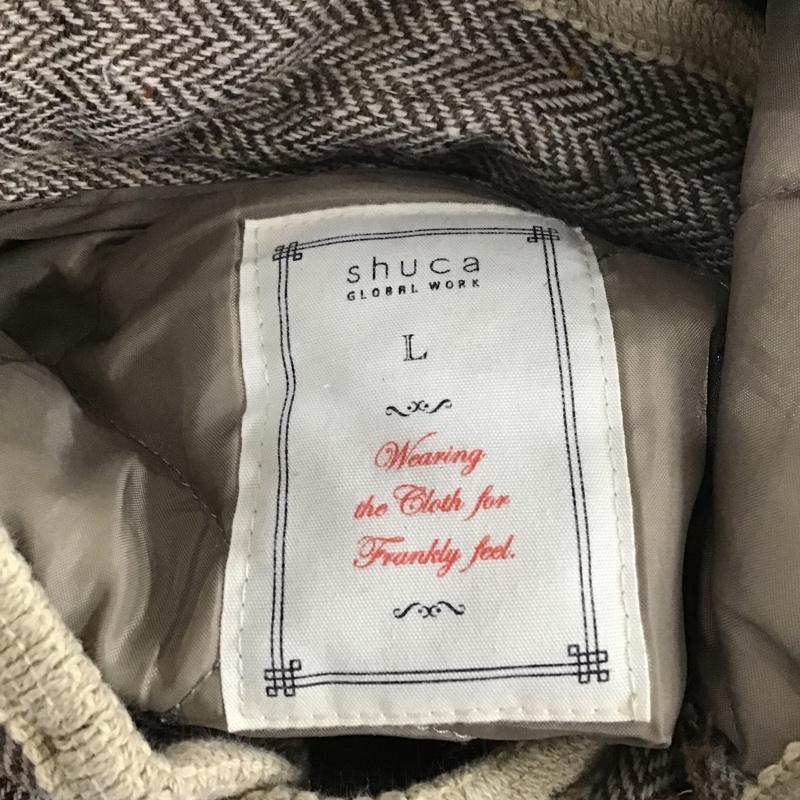 shuca
GLOBAL WORK
L
Wearing
the Cloth for
Frankly feel.